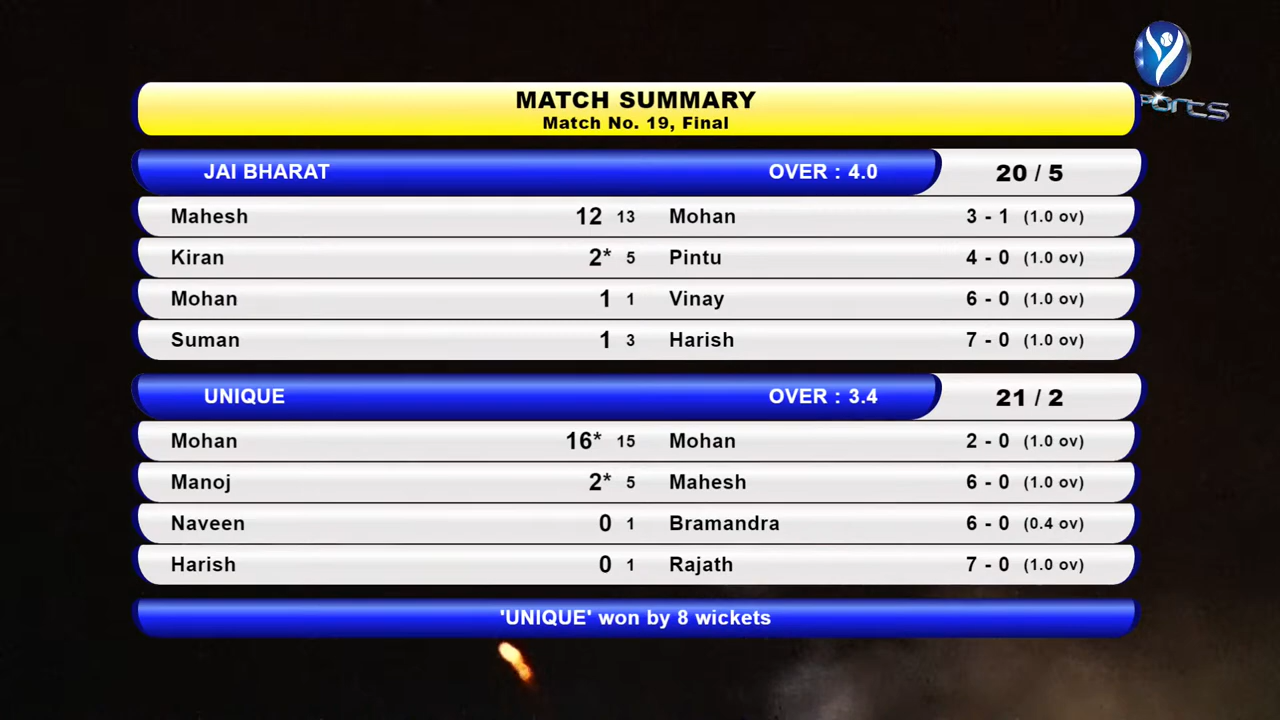 MATCH SUMMARY
Match No. 19, Final
JAI BHARAT OVER : 4.0 20 / 5
Mahesh 12 13 Mohan 3 - 1 (1.0 ov)
Kiran 2* 5 Pintu 4 - 0 (1.0 ov)
Mohan 1 1 Vinay 6 - 0 (1.0 ov)
Suman 1 3 Harish 7 - 0 (1.0 ov)
UNIQUE OVER : 3.4 21 / 2
Mohan 16* 15 Mohan 2 - 0 (1.0 ov)
Manoj 2* 5 Mahesh 6 - 0 (1.0 ov)
Naveen 0 1 Bramandra 6 - 0 (0.4 ov)
Harish 0 1 Rajath 7 - 0 (1.0 ov)
'UNIQUE' won by 8 wickets